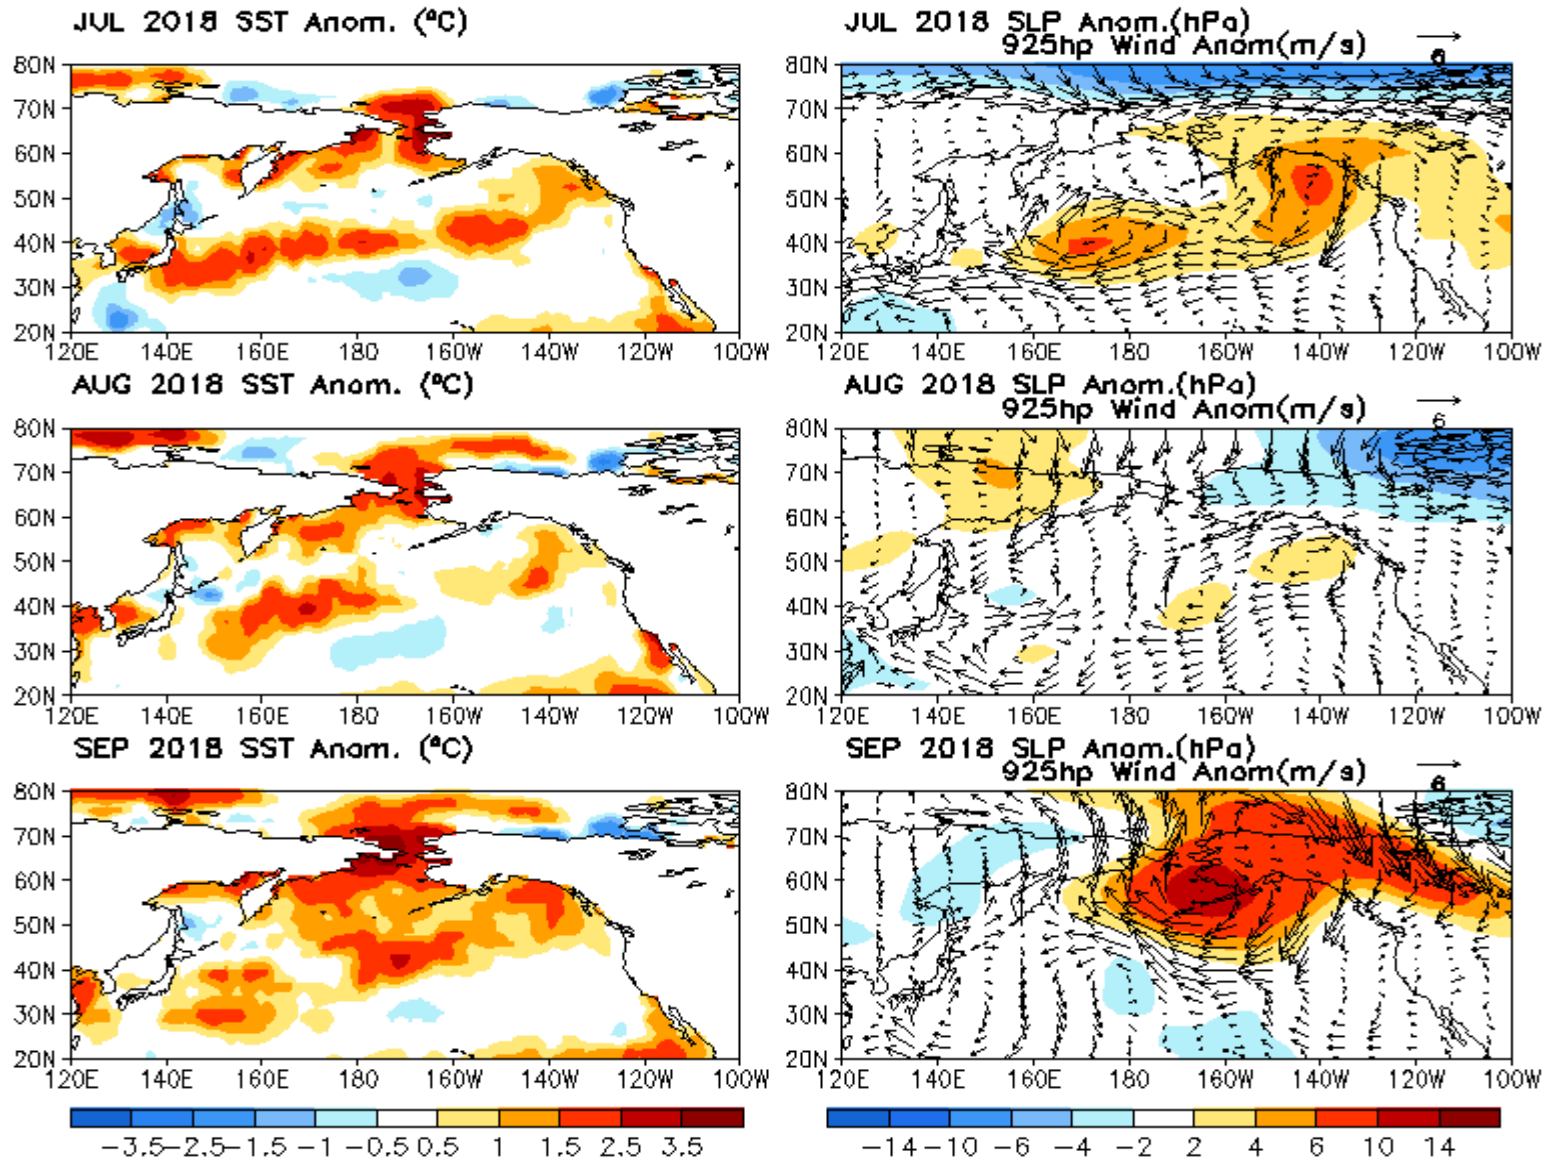 JUL 2018 SST Anom. (ºC)
JUL 2018 SLP Anom.(hPa)
925hp Wind Anom(m/s)
6
80N
70N
60N
50N
40N
30N
20N
120E 140E 160E 180 160W 140W 120W 100W
80N
70N
60N
50N
40N
30N
20N
120E 140E 160E 180 160W 140W 120W 100W
AUG 2018 SST Anom. (ºC)
AUG 2018 SLP Anom.(hPa)
925hp Wind Anom(m/s)
6
80N
70N
60N
50N
40N
30N
20N
120E 140E 160E 180 160W 140W 120W 100W
80N
70N
60N
50N
40N
30N
20N
120E 140E 160E 180 160W 140W 120W 100W
SEP 2018 SST Anom. (ºC)
SEP 2018 SLP Anom.(hPa)
925hp Wind Anom(m/s)
6
80N
70N
60N
50N
40N
30N
20N
120E 140E 160E 180 160W 140W 120W 100W
80N
70N
60N
50N
40N
30N
20N
120E 140E 160E 180 160W 140W 120W 100W
-3.5 -2.5 -1.5 -1 -0.5 0.5 1 1.5 2.5 3.5
-14 -10 -6 -4 -2 2 4 6 10 14